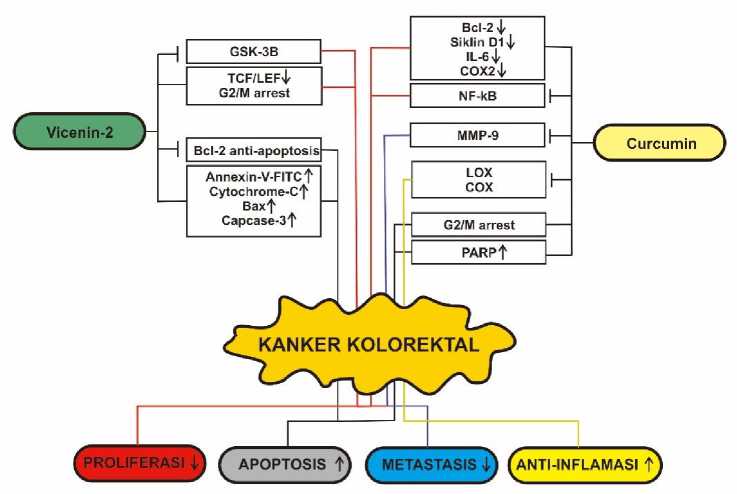 Vicenin-2
GSK-3B
TCF/LEF↓
G2/M arrest
Bcl-2 anti-apoptosis
Annexin-V-FITC↑
Cytochrome-C↑
Bax↑
Capcase-3↑
Bcl-2↓
Siklin D1↓
IL-6↓
COX2↓
NF-kB
MMP-9
LOX
COX
G2/M arrest
PARP↑
Curcumin
KANKER KOLOREKTAL
PROLIFERASI↓
APOPTOSIS ↑
METASTASIS↓
ANTI-INFLAMASI ↑